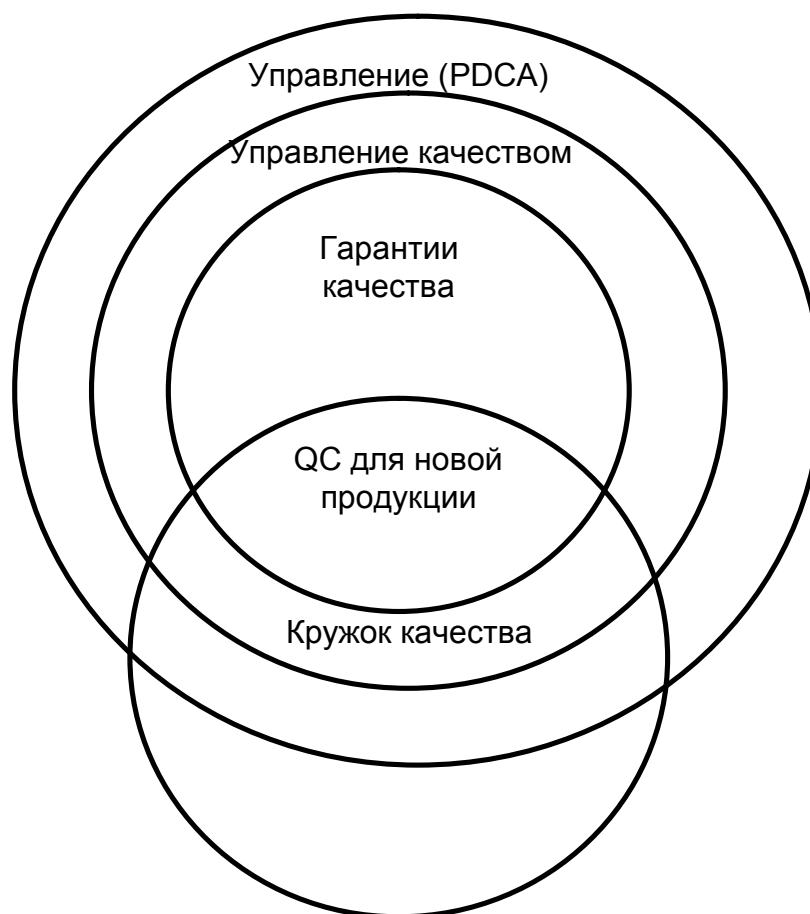 Управление (PDCA)
Управление качеством
Гарантии
качества
QC для новой
продукции
Кружок качества